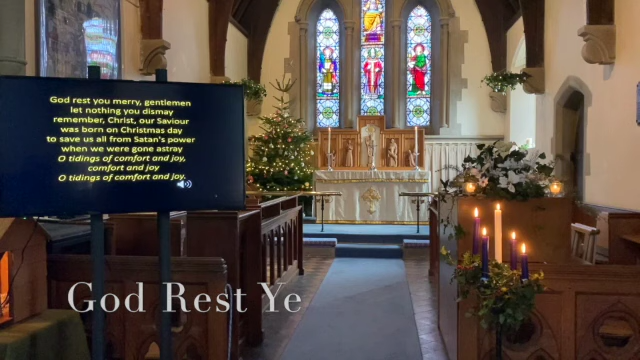 God rest you merry, gentlemen
let nothing you dismay
remember, Christ, our Saviour
was born on Christmas day
to save us all from Satan's power
when we were gone astray
O tidings of comfort and joy,
comfort and joy
O tidings of comfort and joy.
God Rest Ye